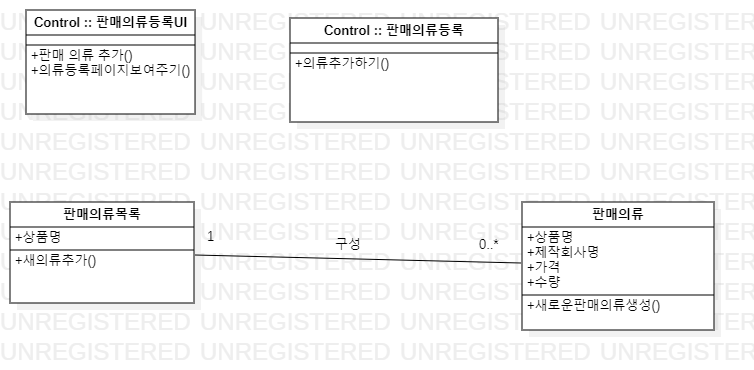 Control :: 판매의류등록UI
+판매 의류 추가()
+의류등록페이지보여주기()
Control :: 판매의류등록
+의류추가하기()
판매의류목록
+상품명
+새의류추가()
1
구성
0..*
판매의류
+상품명
+제작회사명
+가격
+수량
+새로운판매의류생성()
UNREGISTERED UNREGISTERED UNREGISTERED UNREGISTERED